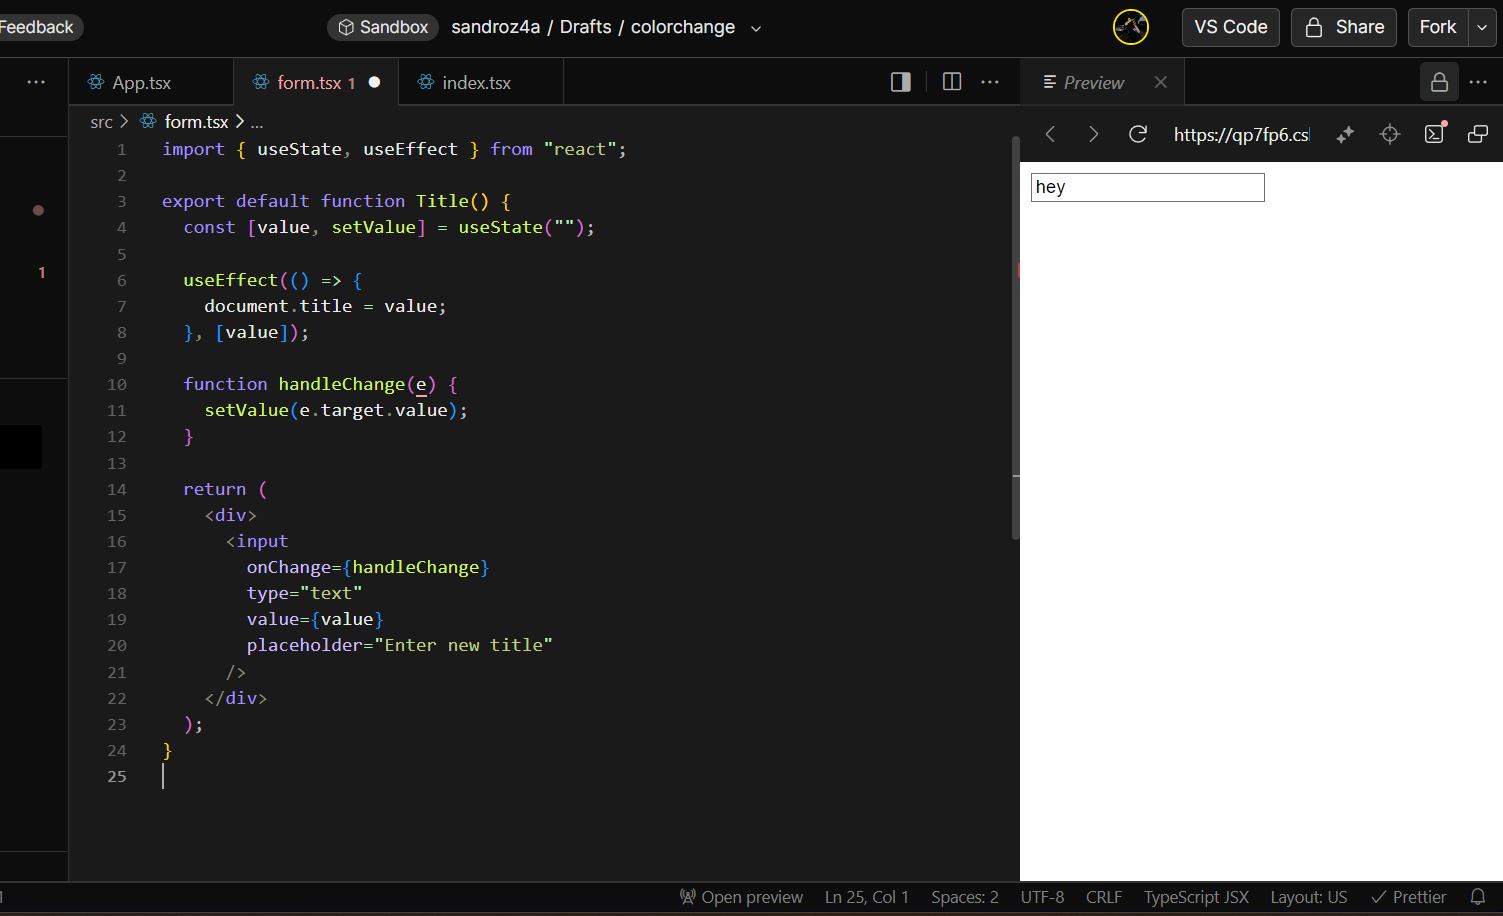 Feedback
Sandbox sandroz4a / Drafts / colorchange
VS Code Share Fork
App.tsx form.tsx 1 index.tsx
Preview
src > form.tsx > ...
https://qp7fp6.cs
1 import { useState, useEffect } from "react";
2
3 export default function Title() {
4 const [value, setValue] = useState("");
5
6 useEffect(() => {
7 document.title = value;
8 }, [value]);
9
10 function handleChange(e) {
11 setValue(e.target.value);
12 }
13
14 return (
15 <div>
16 <input
17 onChange={handleChange}
18 type="text"
19 value={value}
20 placeholder="Enter new title"
21 />
22 </div>
23 );
24 }
25
1
hey
Open preview Ln 25, Col 1 Spaces: 2 UTF-8 CRLF TypeScript JSX Layout: US Prettier